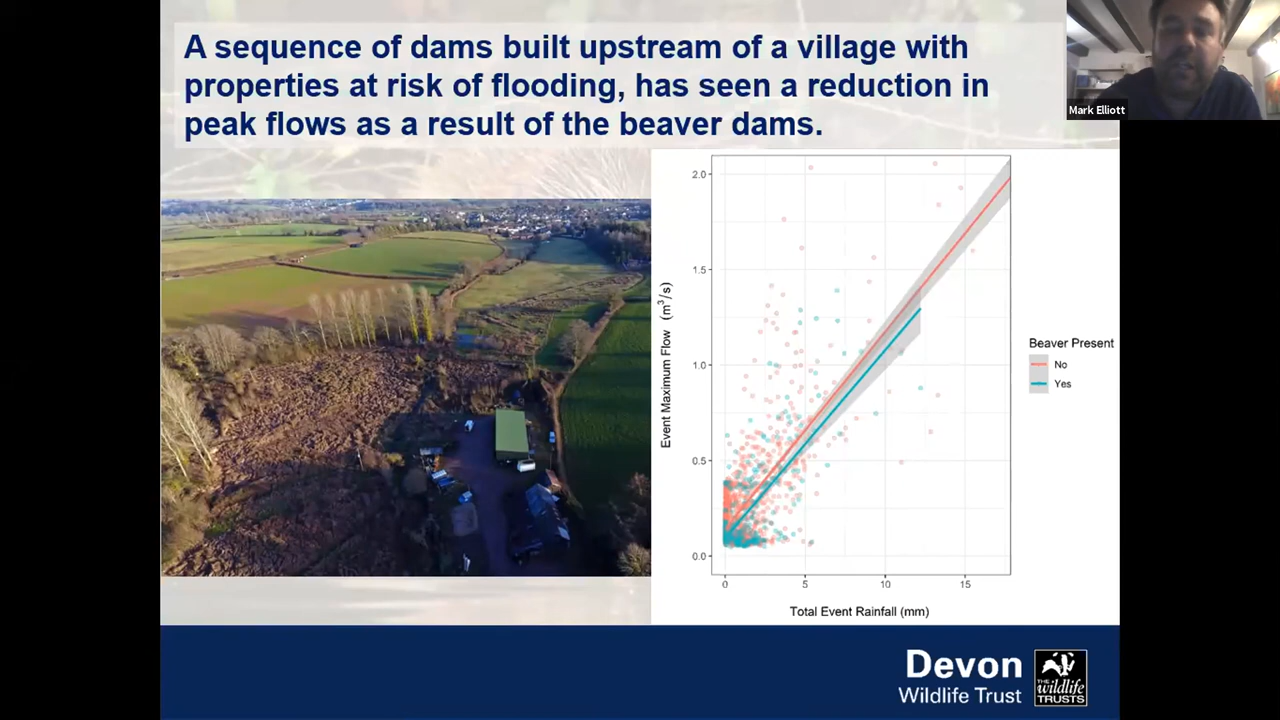 A sequence of dams built upstream of a village with
properties at risk of flooding, has seen a reduction in
peak flows as a result of the beaver dams.
Mark Elliott
2.0
1.5
1.0
0.5
0.0
Event Maximum Flow (m³/s)
0 5 10 15
Total Event Rainfall (mm)
Beaver Present
No
Yes
Devon
Wildlife Trust
THE
wildlife
TRUSTS